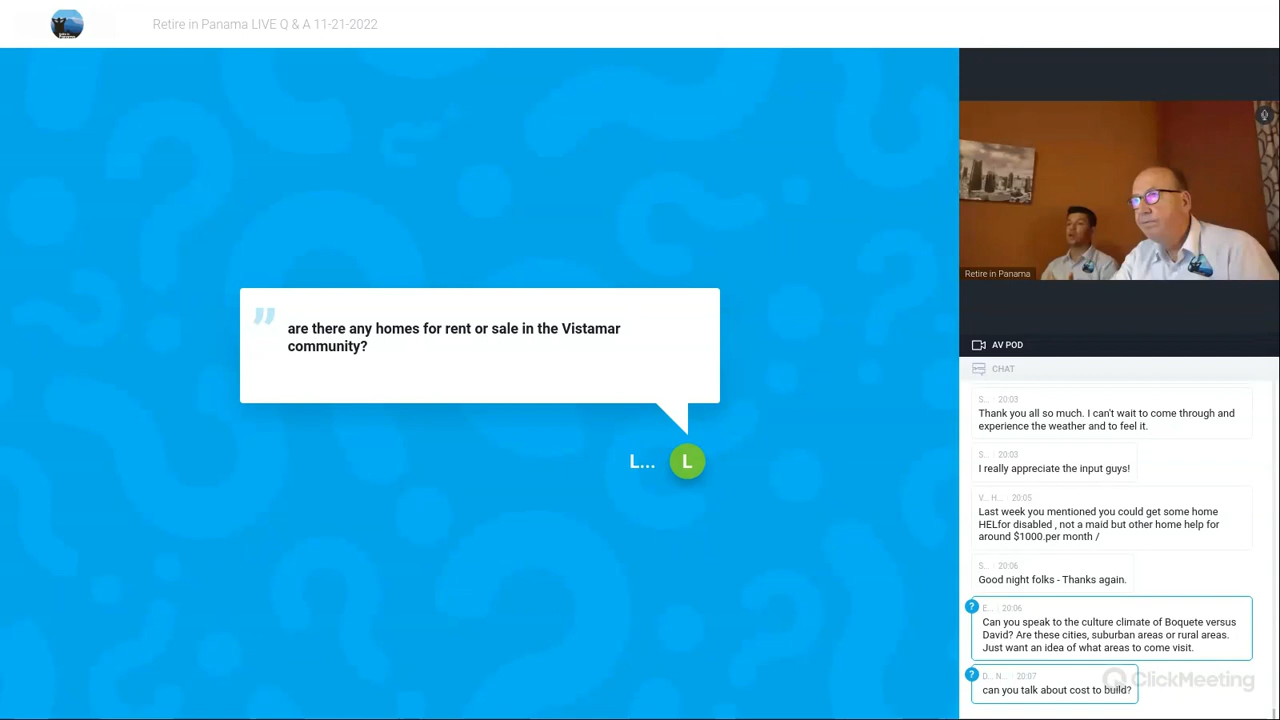 Retire in Panama LIVE Q & A 11-21-2022
are there any homes for rent or sale in the Vistamar
community?
L...
L
Retire in Panama
AV POD
CHAT
S... 20:03
Thank you all so much. I can't wait to come through and
experience the weather and to feel it.
S... 20:03
I really appreciate the input guys!
V... H... 20:05
Last week you mentioned you could get some home
HELfor disabled , not a maid but other home help for
around $1000.per month /
S... 20:06
Good night folks - Thanks again.
?
E... 20:06
Can you speak to the culture climate of Boquete versus
David? Are these cities, suburban areas or rural areas.
Just want an idea of what areas to come visit.
?
D... N... 20:07
can you talk about cost to build?
ClickMeeting